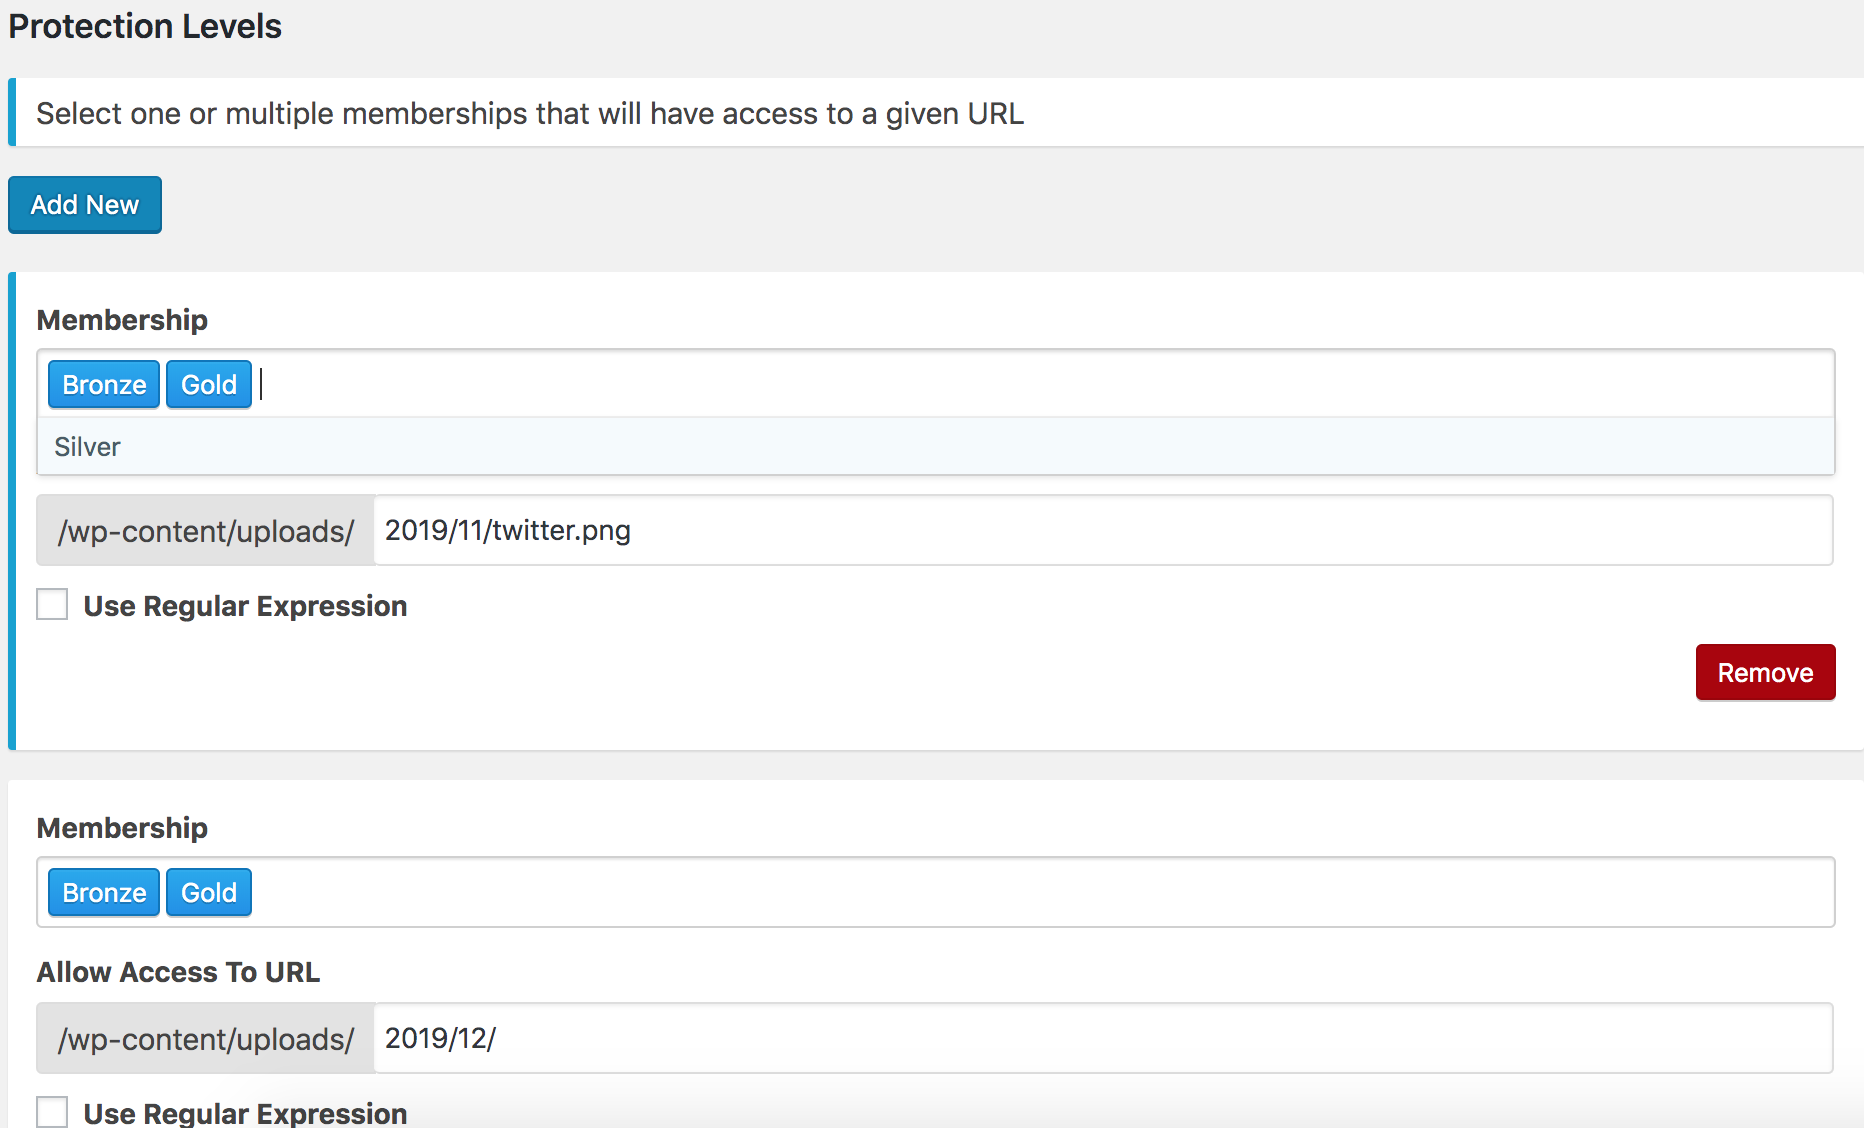 Protection Levels
Select one or multiple memberships that will have access to a given URL
Add New
Membership
Bronze Gold
Silver
/wp-content/uploads/ 2019/11/twitter.png
Use Regular Expression
Remove
Membership
Bronze Gold
Allow Access To URL
/wp-content/uploads/ 2019/12/
Use Regular Expression